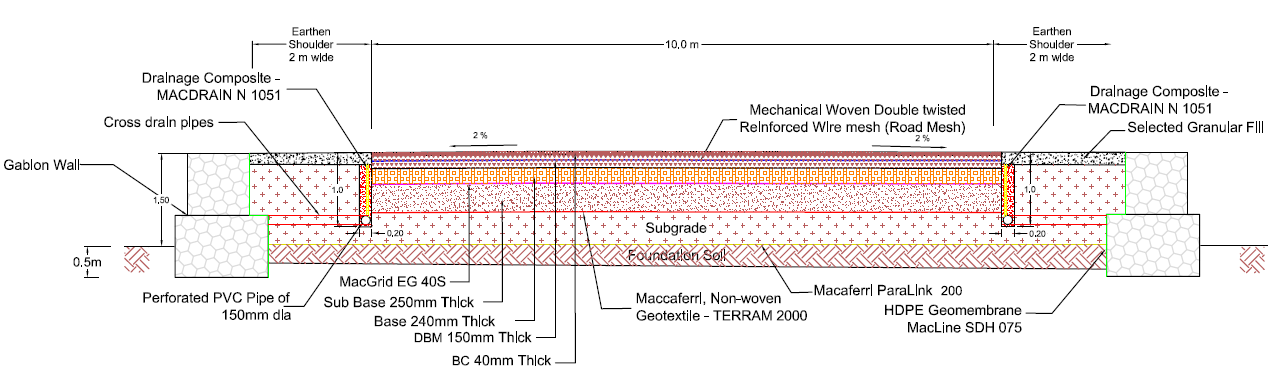 Earthen
Shoulder
2 m wide
10,0 m
Earthen
Shoulder
2 m wide
Drainage Composite -
MACDRAIN N 1051
Drainage Composite -
MACDRAIN N 1051
Cross drain pipes
Mechanical Woven Double twisted
Reinforced Wire mesh (Road Mesh)
Selected Granular Fill
2 %
2 %
Gabion Wall
1,50
1.0
1.0
0,20
0,20
Subgrade
Foundation Soil
0.5m
MacGrid EG 40S
Sub Base 250mm Thick
Base 240mm Thick
DBM 150mm Thick
BC 40mm Thick
Perforated PVC Pipe of
150mm dia
Maccaferri, Non-woven
Geotextile - TERRAM 2000
Macaferri ParaLink 200
HDPE Geomembrane
MacLine SDH 075